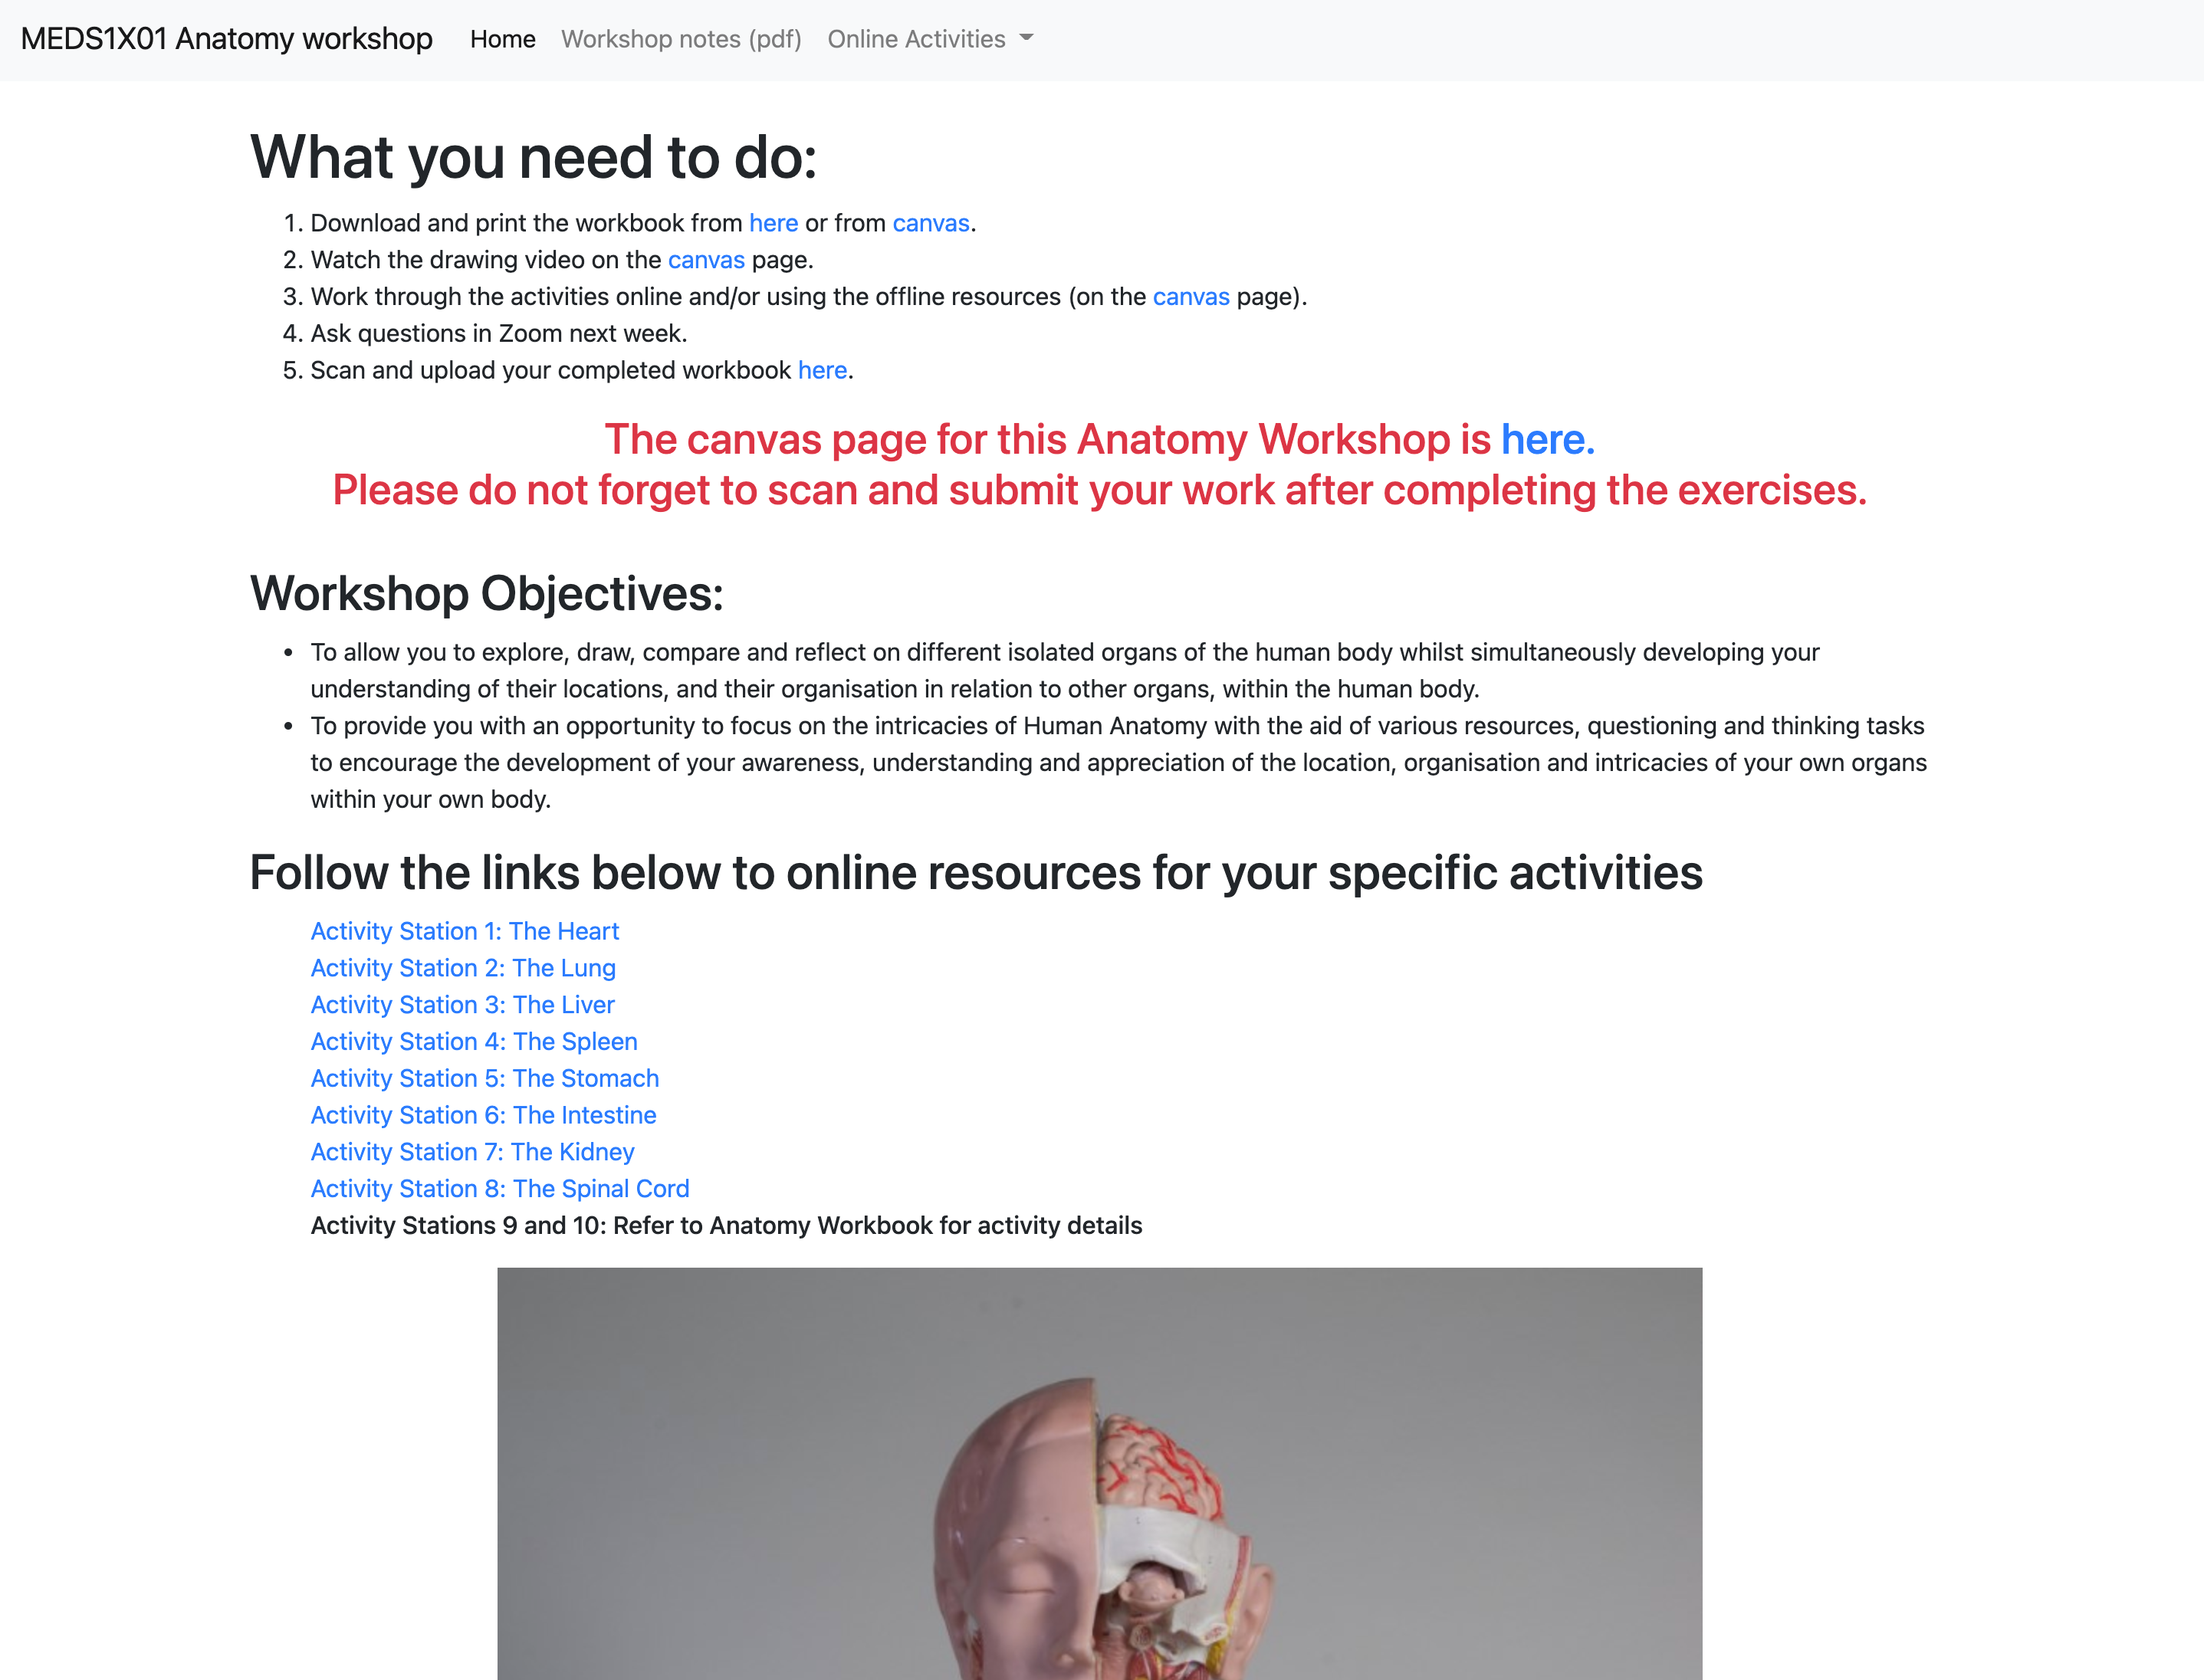 MEDS1X01 Anatomy workshop Home Workshop notes (pdf) Online Activities
What you need to do:
1. Download and print the workbook from here or from canvas.
2. Watch the drawing video on the canvas page.
3. Work through the activities online and/or using the offline resources (on the canvas page).
4. Ask questions in Zoom next week.
5. Scan and upload your completed workbook here.
The canvas page for this Anatomy Workshop is here.
Please do not forget to scan and submit your work after completing the exercises.
Workshop Objectives:
• To allow you to explore, draw, compare and reflect on different isolated organs of the human body whilst simultaneously developing your
understanding of their locations, and their organisation in relation to other organs, within the human body.
• To provide you with an opportunity to focus on the intricacies of Human Anatomy with the aid of various resources, questioning and thinking tasks
to encourage the development of your awareness, understanding and appreciation of the location, organisation and intricacies of your own organs
within your own body.
Follow the links below to online resources for your specific activities
Activity Station 1: The Heart
Activity Station 2: The Lung
Activity Station 3: The Liver
Activity Station 4: The Spleen
Activity Station 5: The Stomach
Activity Station 6: The Intestine
Activity Station 7: The Kidney
Activity Station 8: The Spinal Cord
Activity Stations 9 and 10: Refer to Anatomy Workbook for activity details